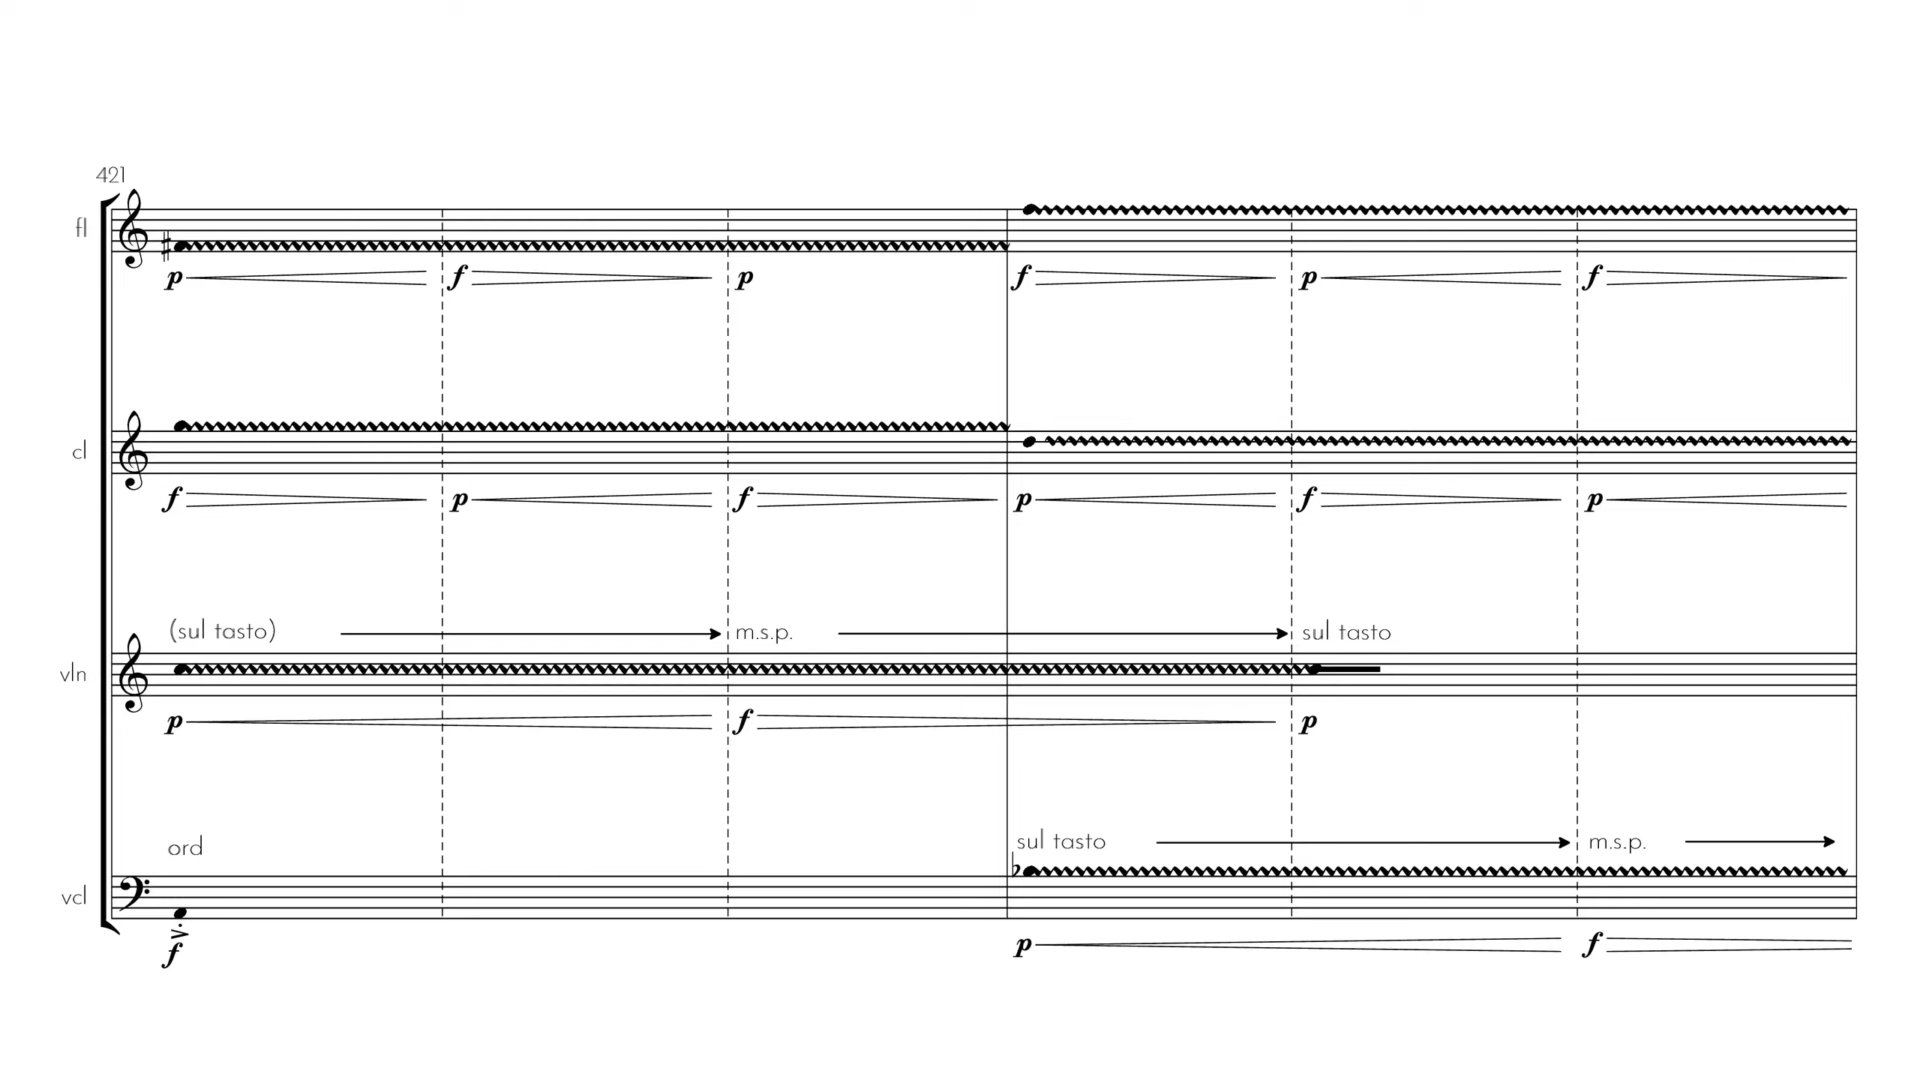 421
fl
p f p f p f
cl
f p f p f p
(sul tasto) m.s.p. sul tasto
vln
p f p
ord sul tasto m.s.p.
vcl
f p f